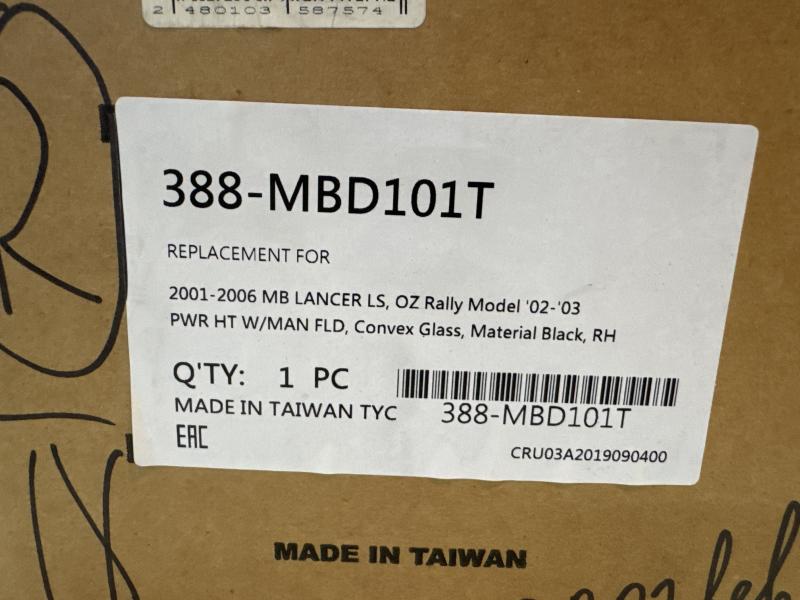 2 480103 587574
388-MBD101T
REPLACEMENT FOR
2001-2006 MB LANCER LS, OZ Rally Model '02-'03
PWR HT W/MAN FLD, Convex Glass, Material Black, RH
Q'TY: 1 PC
MADE IN TAIWAN TYC
388-MBD101T
EAC
CRU03A2019090400
MADE IN TAIWAN